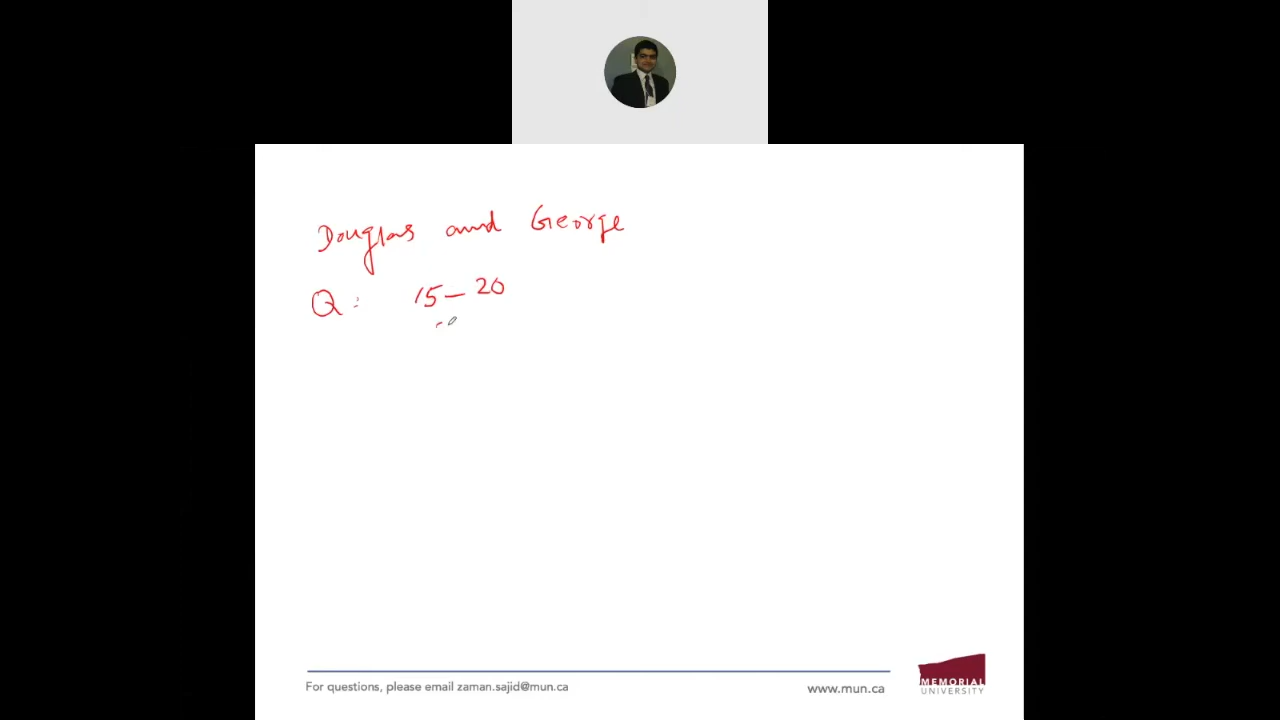 Douglas and George
Q: 15-20
For questions, please email zaman.sajid@mun.ca
www.mun.ca
MEMORIAL
UNIVERSITY